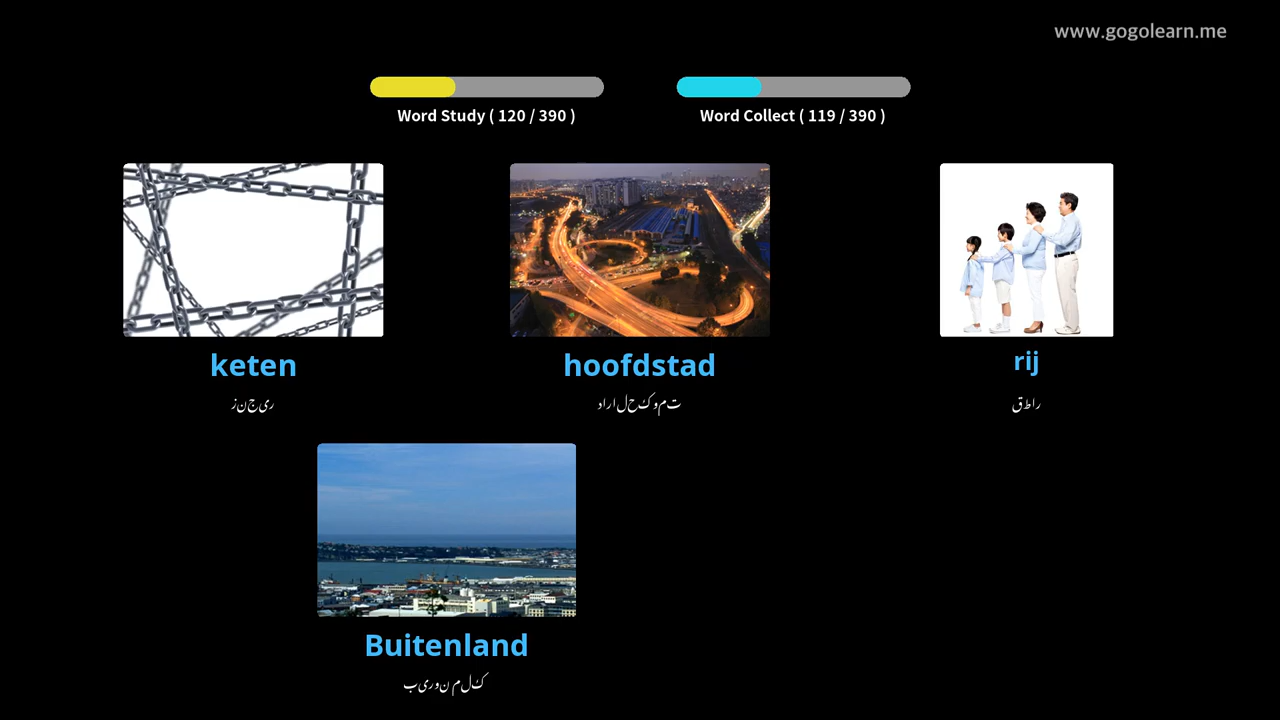 www.gogolearn.me
Word Study ( 120 / 390 )
Word Collect ( 119 / 390 )
keten
hoofdstad
rij
زنجیر
دارالحکومت
قطار
Buitenland
بیرون ملک